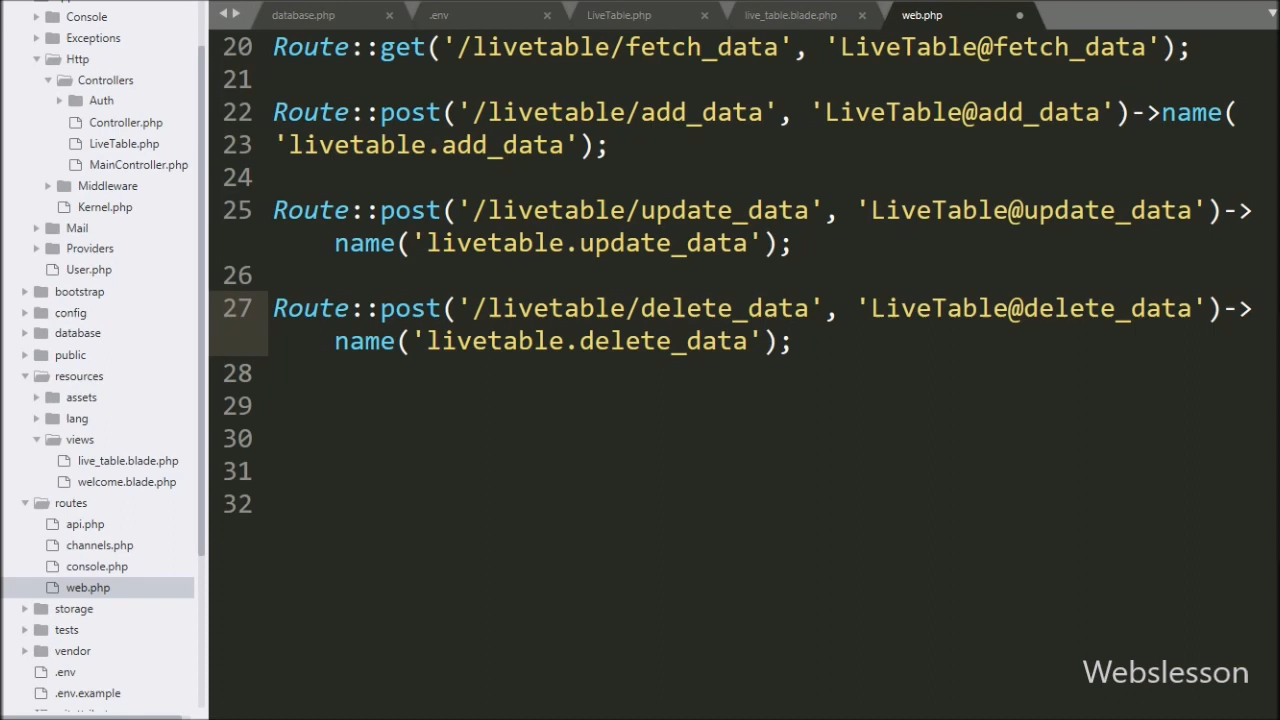 database.php
.env
LiveTable.php
live_table.blade.php
web.php
Console
Exceptions
Http
Controllers
Auth
Controller.php
LiveTable.php
MainController.php
Middleware
Kernel.php
Mail
Providers
User.php
bootstrap
config
database
public
resources
assets
lang
views
live_table.blade.php
welcome.blade.php
routes
api.php
channels.php
console.php
web.php
storage
tests
vendor
.env
.env.example
20 Route::get('/livetable/fetch_data', 'LiveTable@fetch_data');
21
22 Route::post('/livetable/add_data', 'LiveTable@add_data')->name(
23 'livetable.add_data');
24
25 Route::post('/livetable/update_data', 'LiveTable@update_data')->
name('livetable.update_data');
26
27 Route::post('/livetable/delete_data', 'LiveTable@delete_data')->
name('livetable.delete_data');
28
29
30
31
32
Webslesson